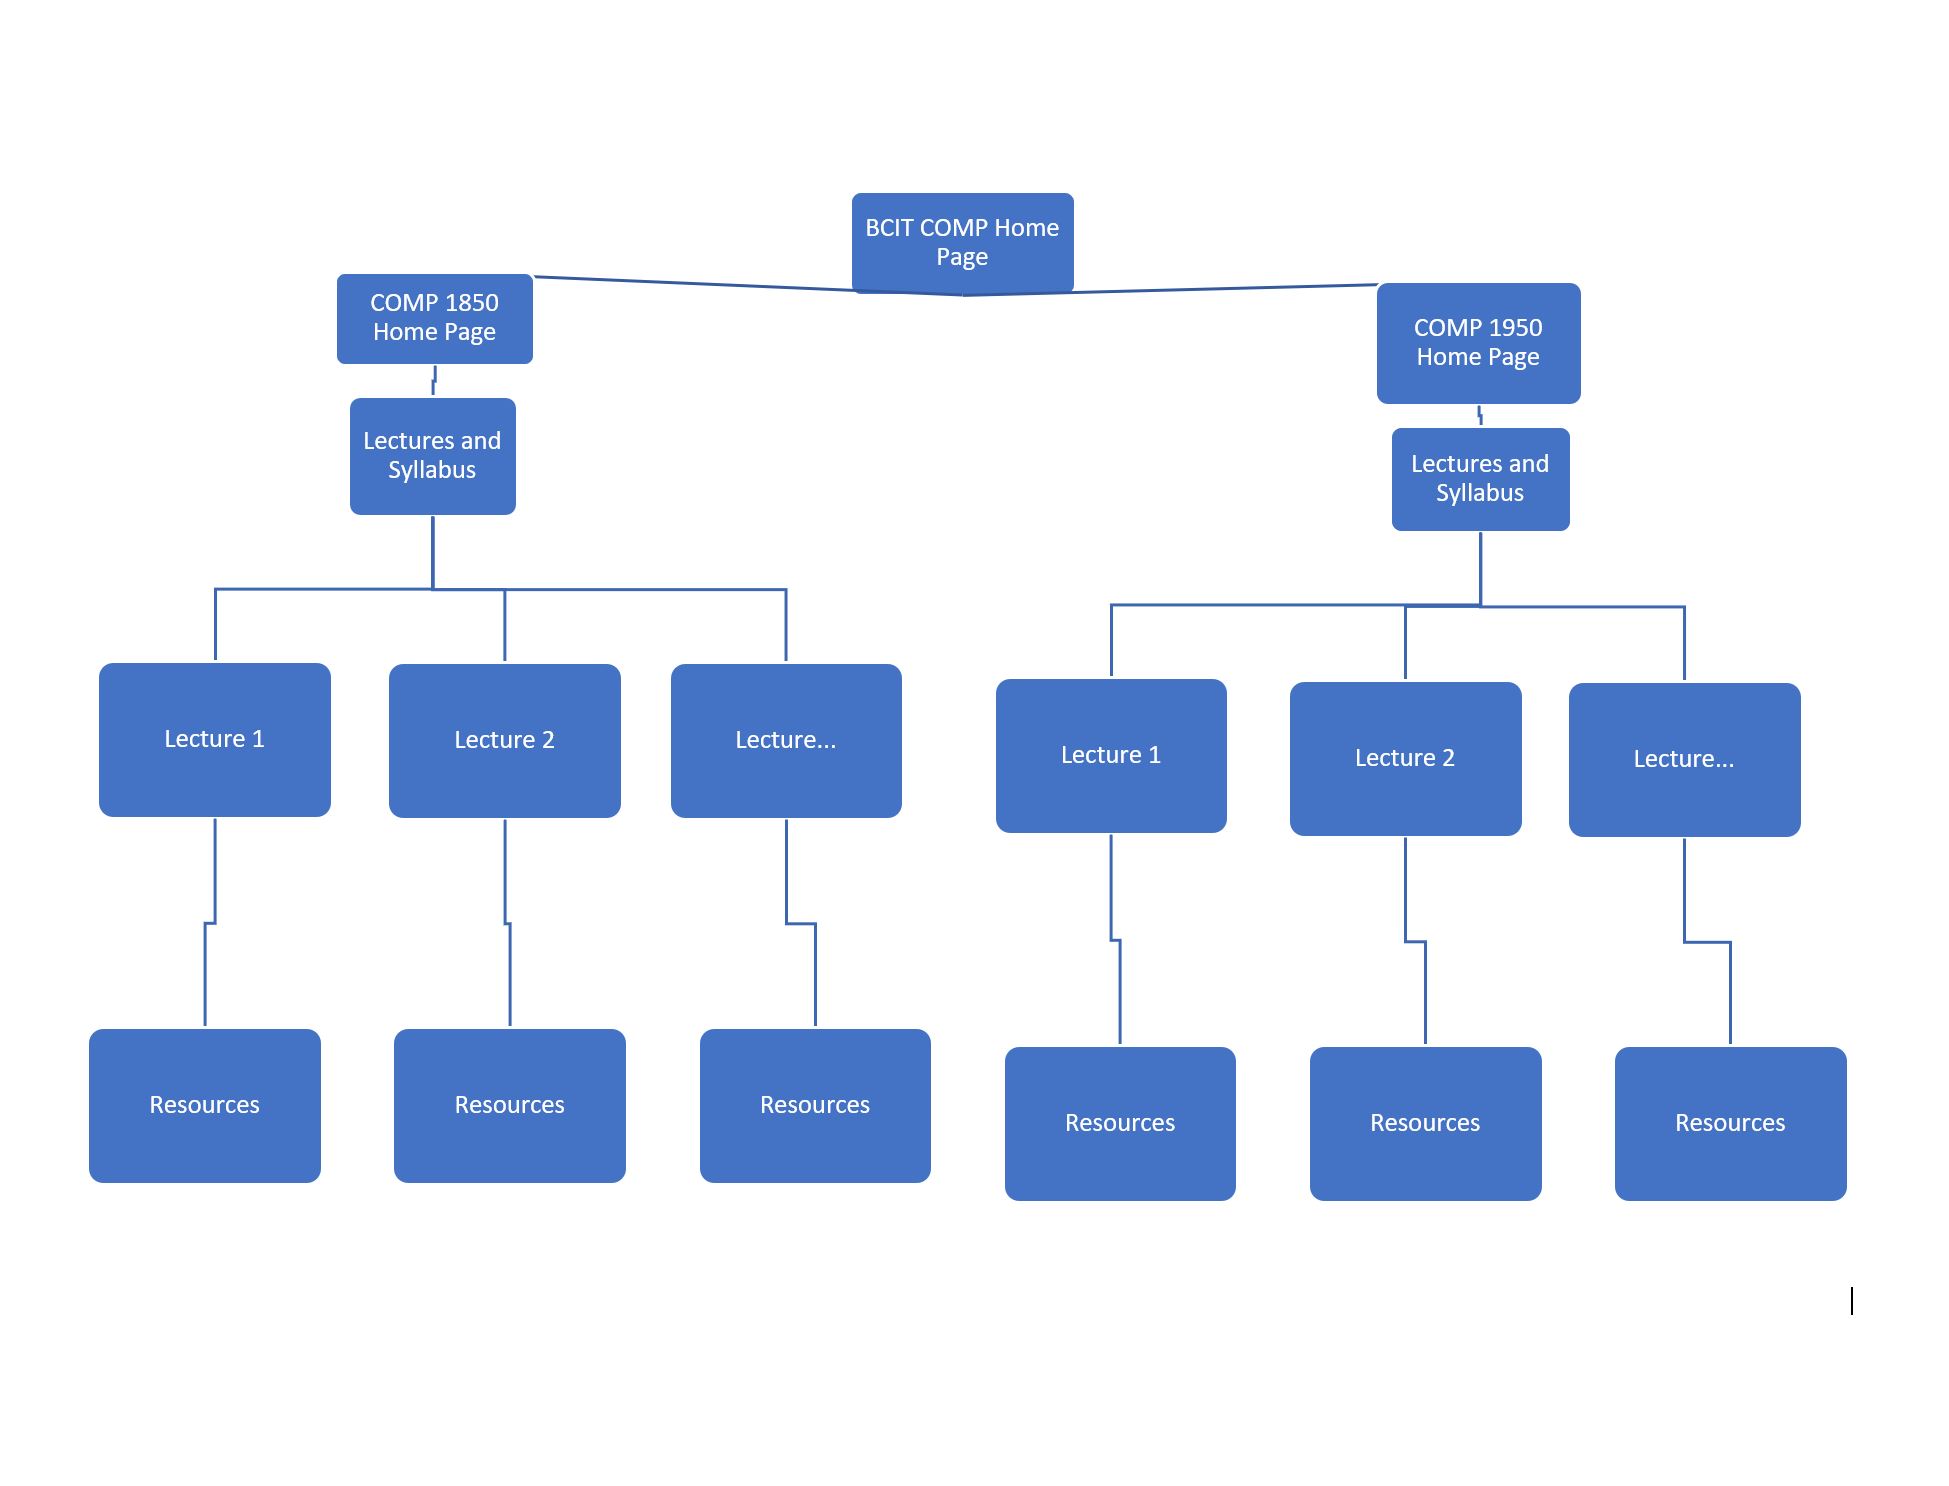 BCIT COMP Home
Page
COMP 1850
Home Page
COMP 1950
Home Page
Lectures and
Syllabus
Lectures and
Syllabus
Lecture 1
Lecture 2
Lecture...
Lecture 1
Lecture 2
Lecture...
Resources
Resources
Resources
Resources
Resources
Resources